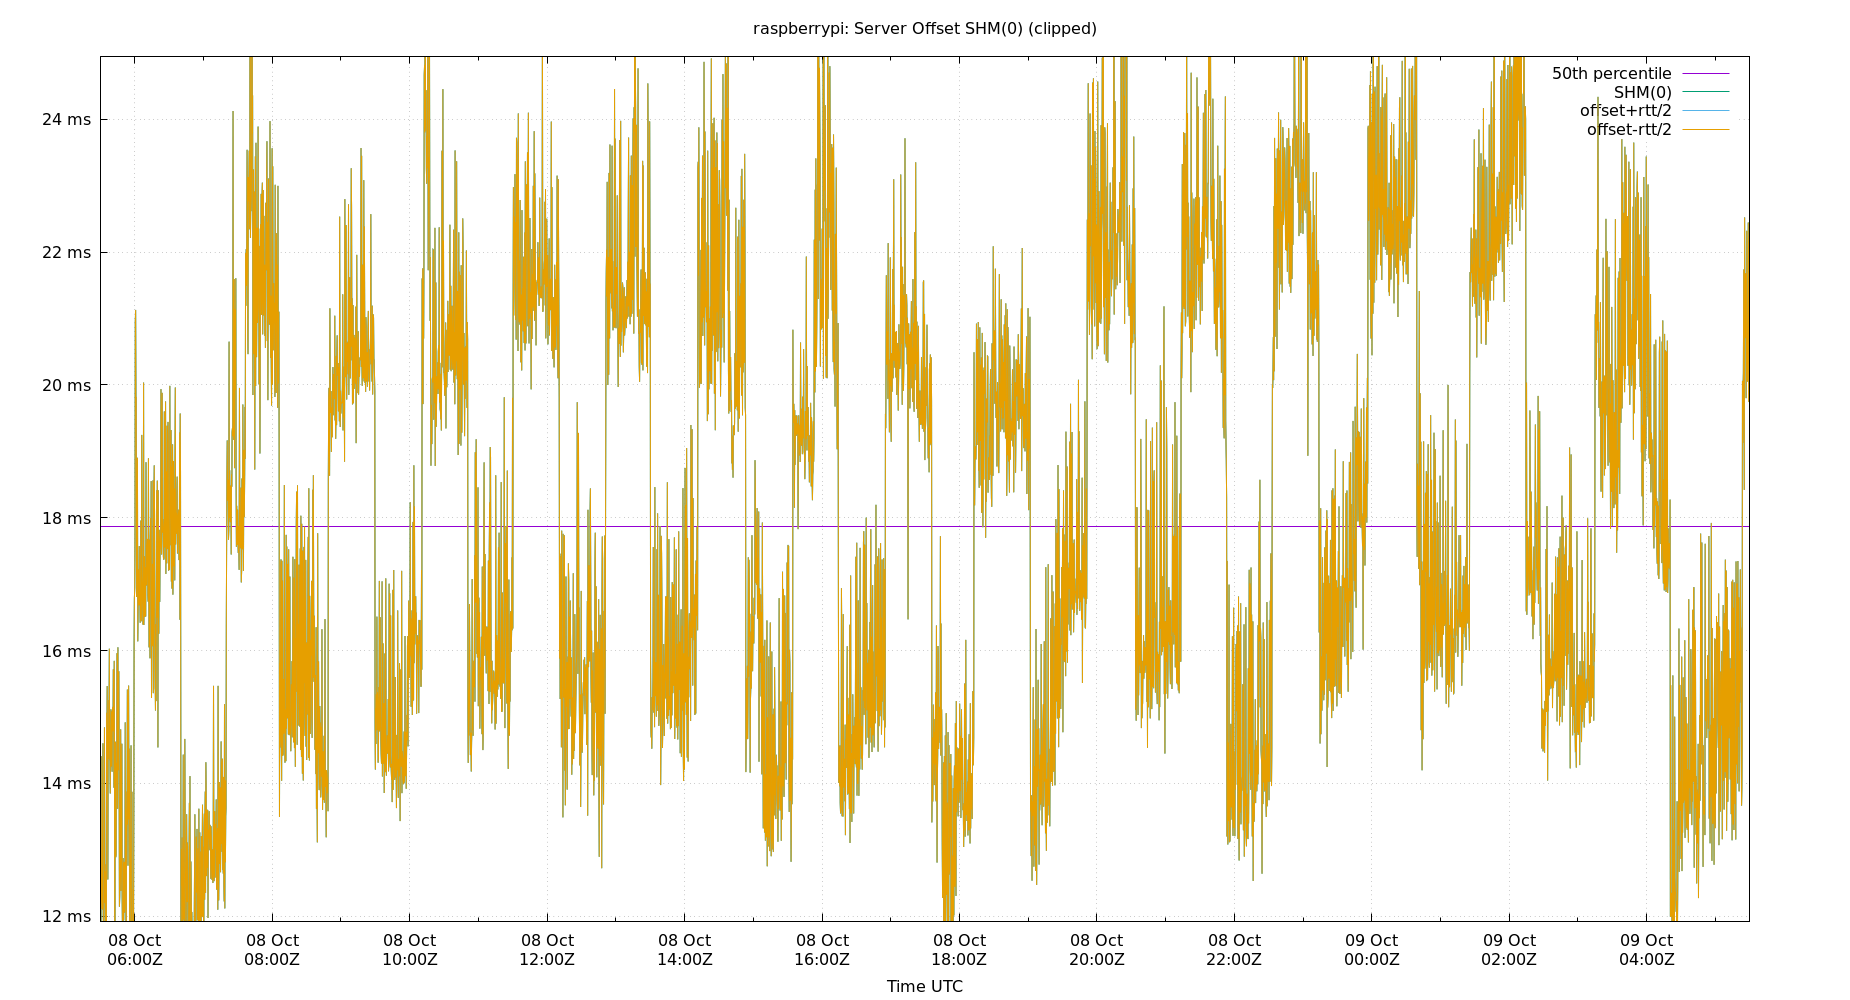 raspberrypi: Server Offset SHM(0) (clipped)
50th percentile
SHM(0)
offset+rtt/2
offset-rtt/2
24 ms
22 ms
20 ms
18 ms
16 ms
14 ms
12 ms
08 Oct 08 Oct 08 Oct 08 Oct 08 Oct 08 Oct 08 Oct 08 Oct 08 Oct 09 Oct 09 Oct 09 Oct
06:00Z 08:00Z 10:00Z 12:00Z 14:00Z 16:00Z 18:00Z 20:00Z 22:00Z 00:00Z 02:00Z 04:00Z
Time UTC